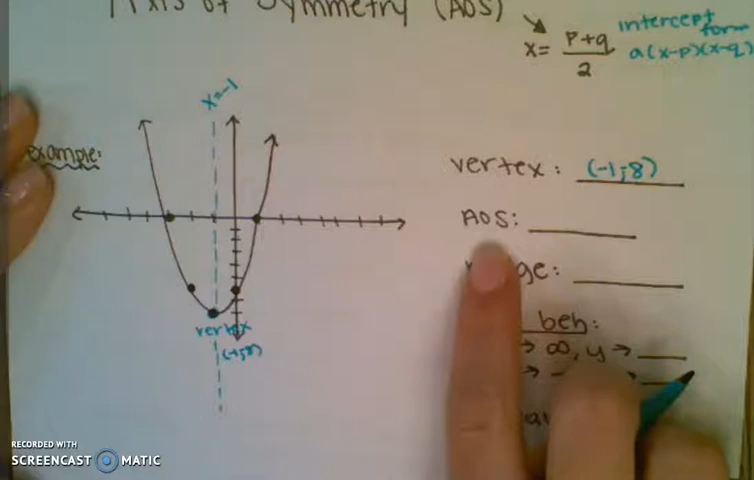 Axis of Symmetry (AOS)
x = p+q
2
intercept
form
a(x-p)(x-q)
x=-1
example:
vertex: (-1,-8)
AOS:
beh:
→ ∞, y →
vertex
(-1,-8)
RECORDED WITH
SCREENCAST MATIC